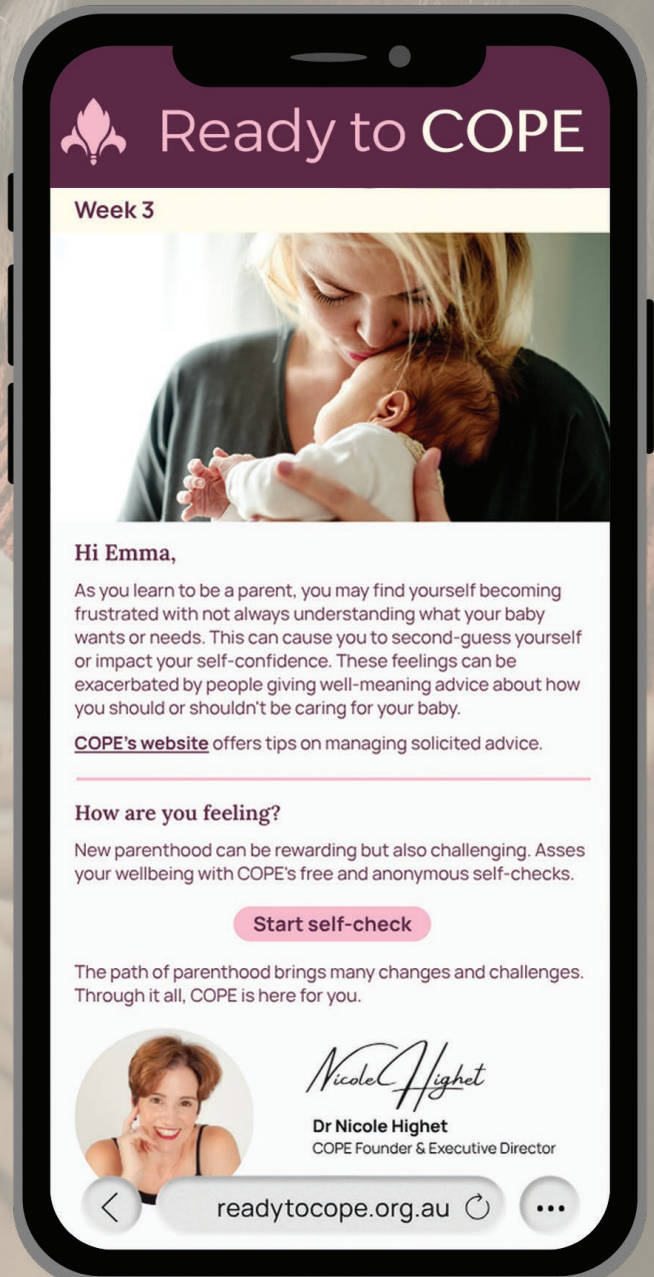 Ready to COPE
Week 3
Hi Emma,
As you learn to be a parent, you may find yourself becoming
frustrated with not always understanding what your baby
wants or needs. This can cause you to second-guess yourself
or impact your self-confidence. These feelings can be
exacerbated by people giving well-meaning advice about how
you should or shouldn't be caring for your baby.
COPE's website offers tips on managing solicited advice.
How are you feeling?
New parenthood can be rewarding but also challenging. Asses
your wellbeing with COPE's free and anonymous self-checks.
Start self-check
The path of parenthood brings many changes and challenges.
Through it all, COPE is here for you.
Nicole Highet
Dr Nicole Highet
COPE Founder & Executive Director
readytocope.org.au